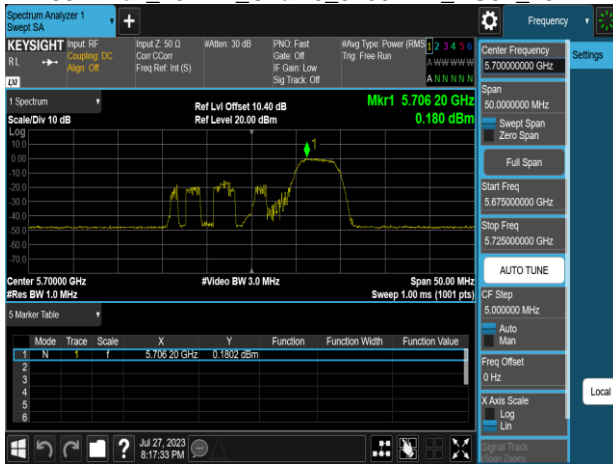 Spectrum Analyzer 1
Swept SA
+
Frequency
KEYSIGHT
RL
LXI
Input: RF
Coupling: DC
Align: Off
Input Z: 50 Ω
Corr CCorr
Freq Ref: Int (S)
#Atten: 30 dB
PNO: Fast
Gate: Off
IF Gain: Low
Sig Track: Off
#Avg Type: Power (RMS
Trig: Free Run
1 2 3 4 5 6
A W W W W W
A N N N N N
1 Spectrum
Scale/Div 10 dB
Ref Lvl Offset 10.40 dB
Ref Level 20.00 dBm
Mkr1 5.706 20 GHz
0.180 dBm
Log
10.0
0.00
-10.0
-20.0
-30.0
-40.0
-50.0
-60.0
-70.0
1
Center 5.70000 GHz
#Res BW 1.0 MHz
#Video BW 3.0 MHz
Span 50.00 MHz
Sweep 1.00 ms (1001 pts)
5 Marker Table
Mode Trace Scale X Y Function Function Width Function Value
1 N 1 f 5.706 20 GHz 0.1802 dBm
2
3
4
5
6
Jul 27, 2023
8:17:33 PM
Center Frequency
5.700000000 GHz
Settings
Span
50.0000000 MHz
Swept Span
Zero Span
Full Span
Start Freq
5.675000000 GHz
Stop Freq
5.725000000 GHz
AUTO TUNE
CF Step
5.000000 MHz
Auto
Man
Freq Offset
0 Hz
Local
X Axis Scale
Log
Lin
Signal Track
(Span Zoom)